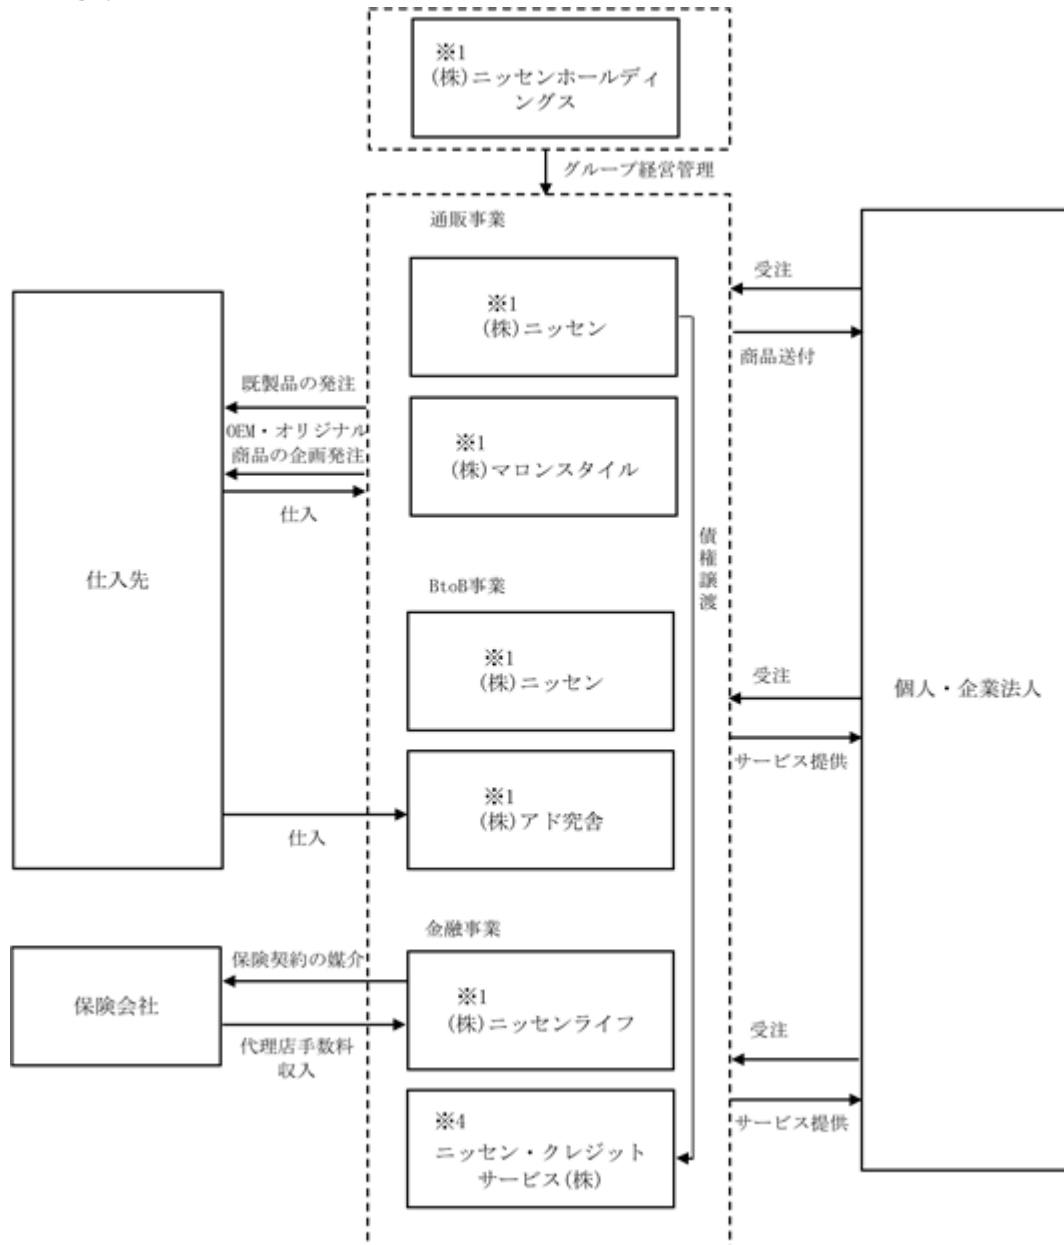 ※1
(株)ニッセンホールディ
ングス
グループ経営管理
通販事業
※1
(株)ニッセン
受注
商品送付
既製品の発注
OEM・オリジナル
商品の企画発注
仕入
※1
(株)マロンスタイル
債権譲渡
仕入先
BtoB事業
※1
(株)ニッセン
受注
サービス提供
個人・企業法人
※1
(株)アド究舎
仕入
金融事業
保険会社
保険契約の媒介
代理店手数料
収入
※1
(株)ニッセンライフ
受注
サービス提供
※4
ニッセン・クレジット
サービス(株)